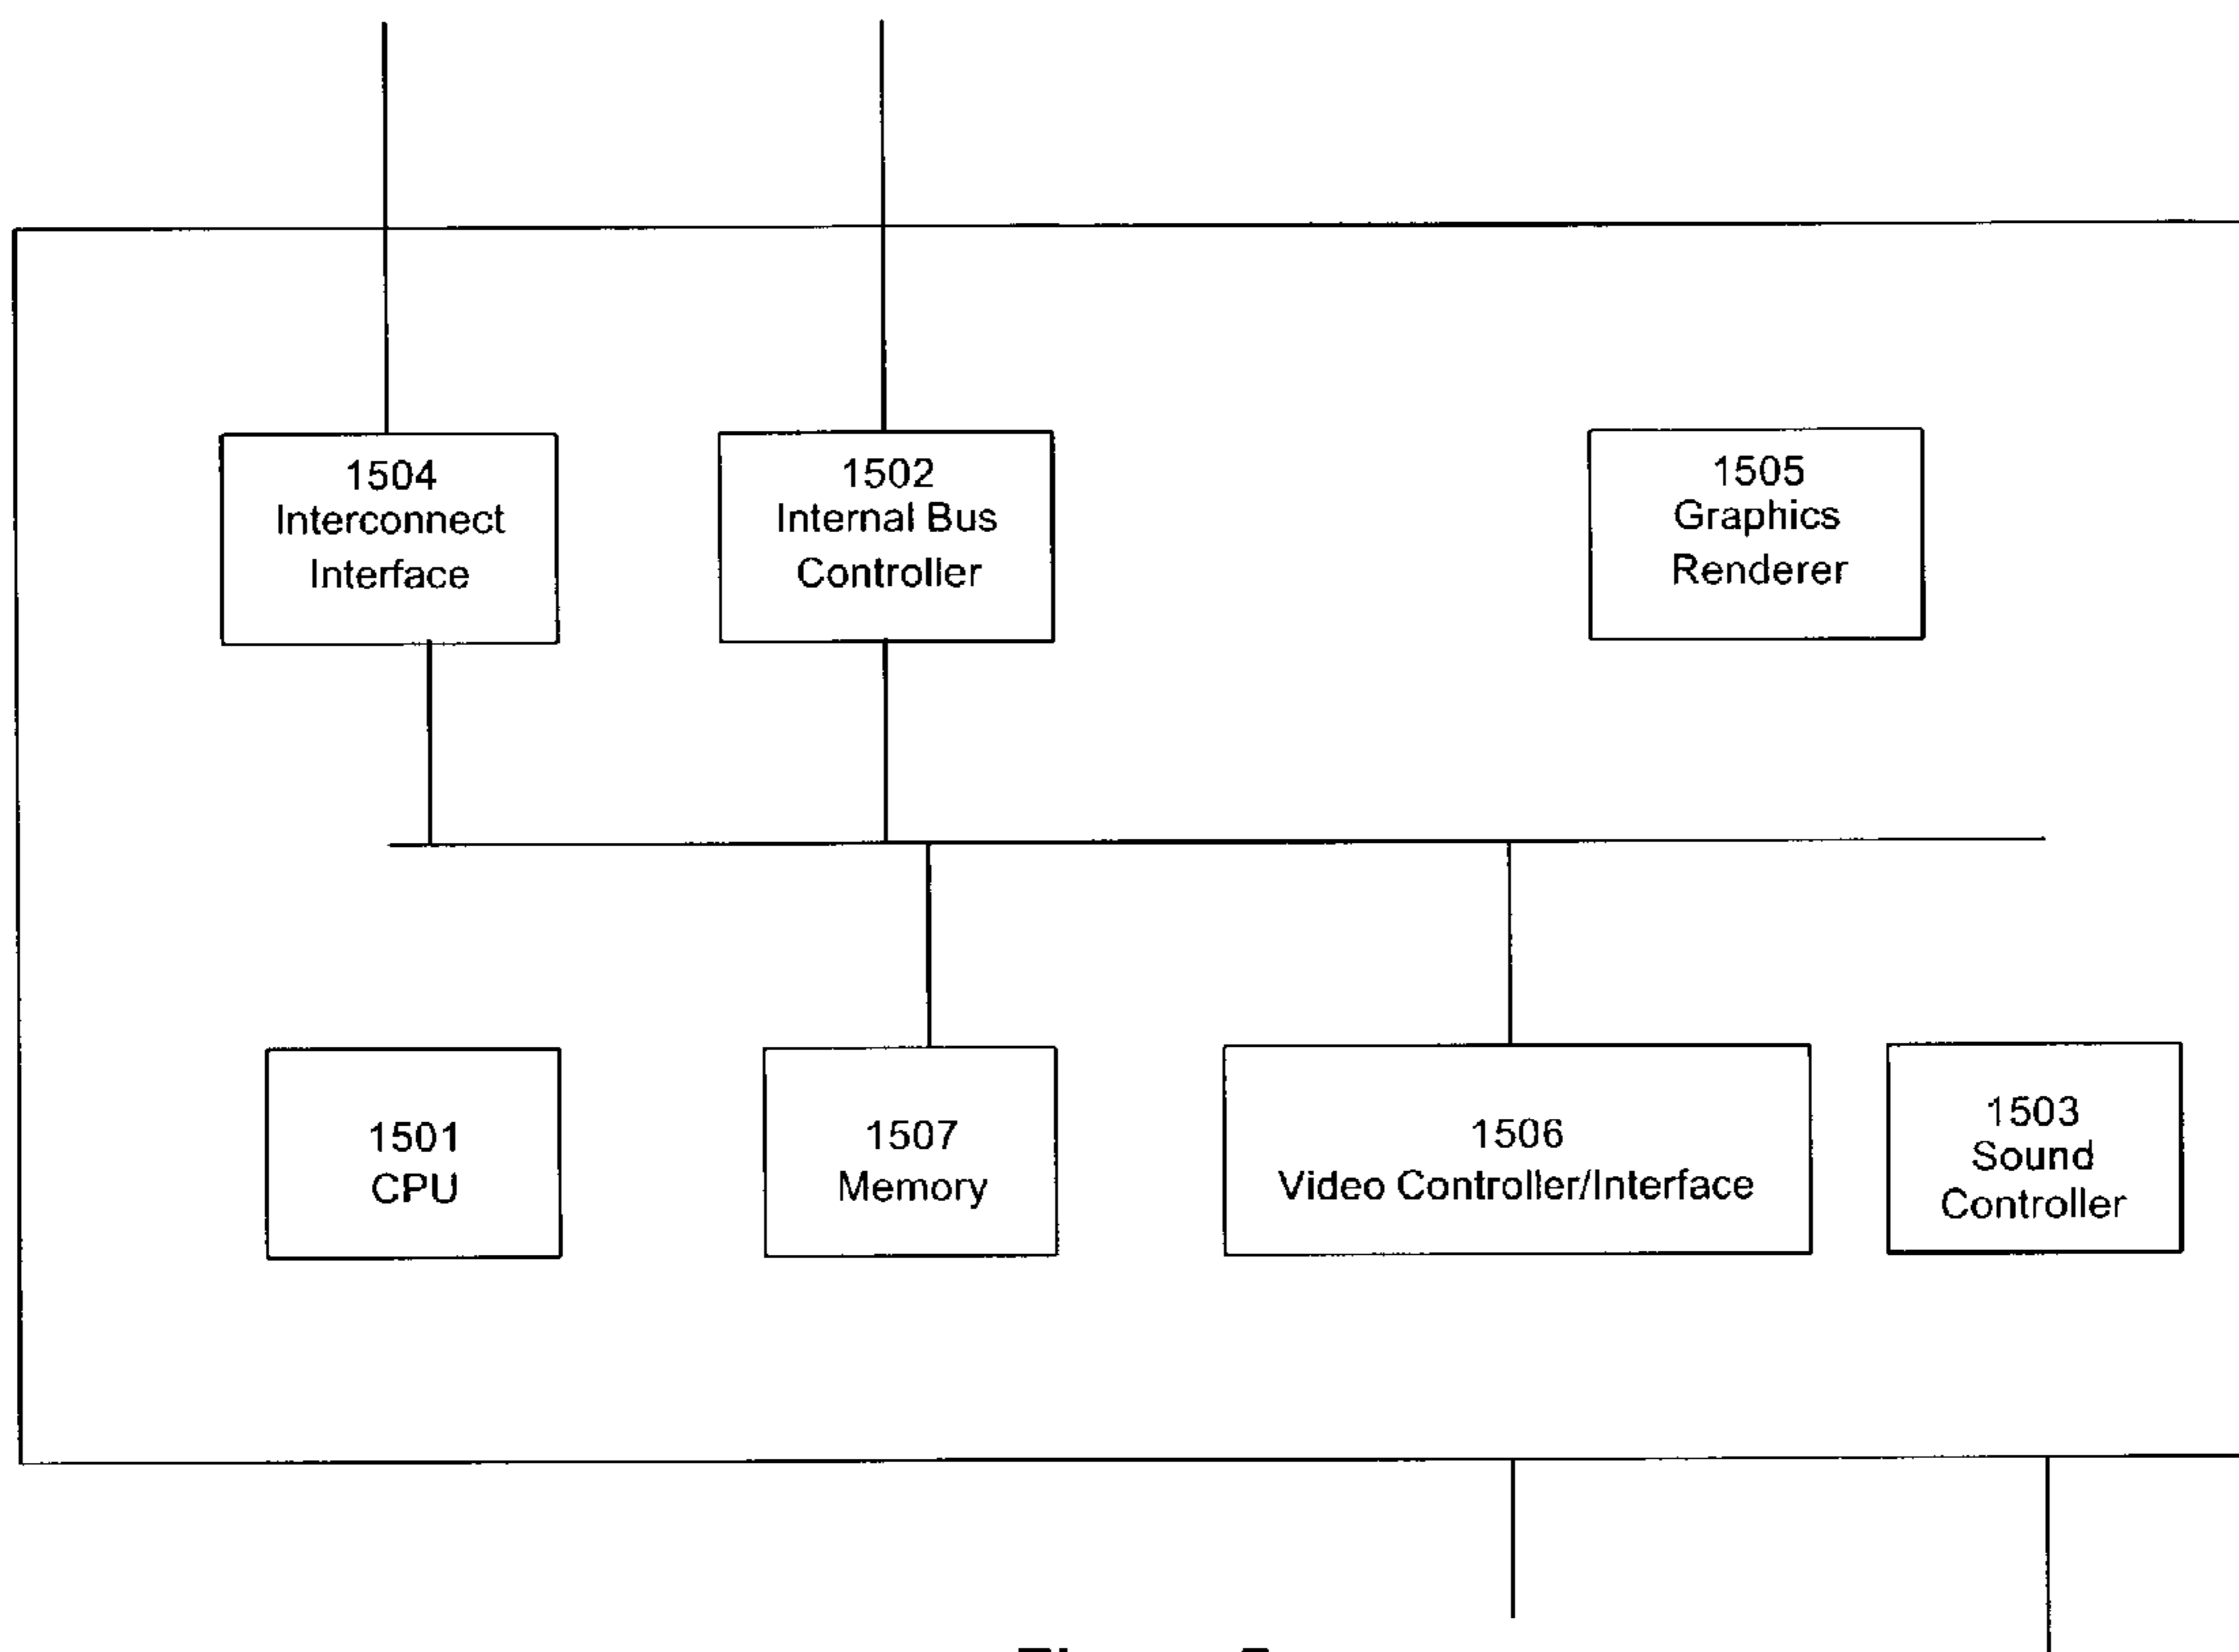 1504
Interconnect
Interface
1502
Internal Bus
Controller
1505
Graphics
Renderer
1501
CPU
1507
Memory
1506
Video Controller/Interface
1503
Sound
Controller